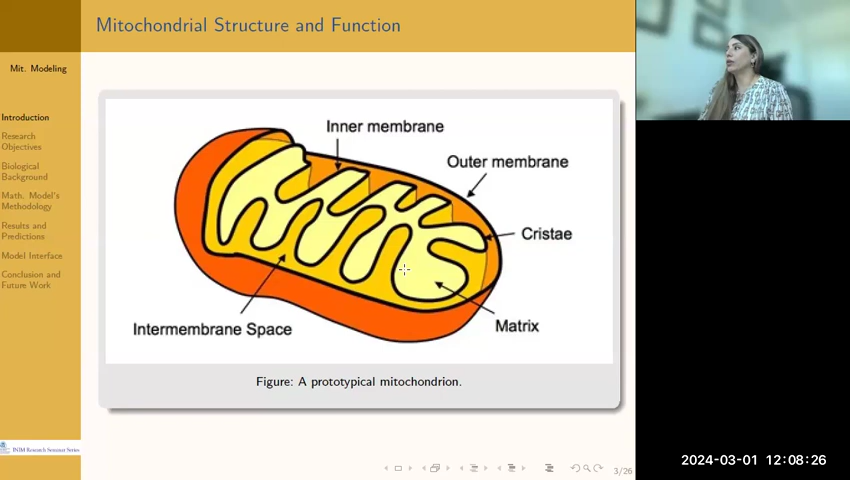 Mitochondrial Structure and Function
Mit. Modeling
Introduction
Research
Objectives
Biological
Background
Math. Model's
Methodology
Results and
Predictions
Model Interface
Conclusion and
Future Work
Inner membrane
Outer membrane
Cristae
Matrix
Intermembrane Space
Figure: A prototypical mitochondrion.
Research Seminar Series
3/26
2024-03-01 12:08:26